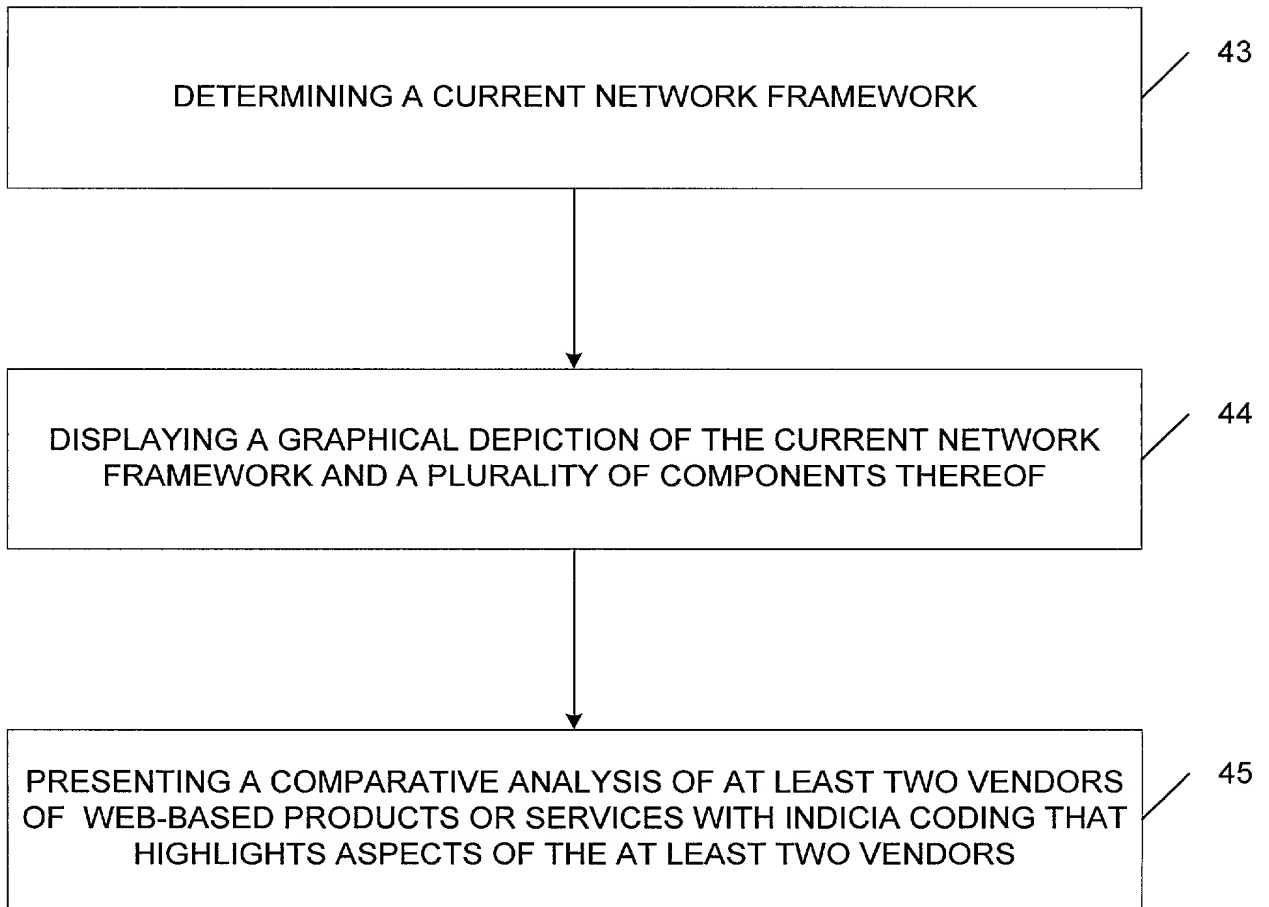 43
DETERMINING A CURRENT NETWORK FRAMEWORK
44
DISPLAYING A GRAPHICAL DEPICTION OF THE CURRENT NETWORK
FRAMEWORK AND A PLURALITY OF COMPONENTS THEREOF
45
PRESENTING A COMPARATIVE ANALYSIS OF AT LEAST TWO VENDORS
OF WEB-BASED PRODUCTS OR SERVICES WITH INDICIA CODING THAT
HIGHLIGHTS ASPECTS OF THE AT LEAST TWO VENDORS